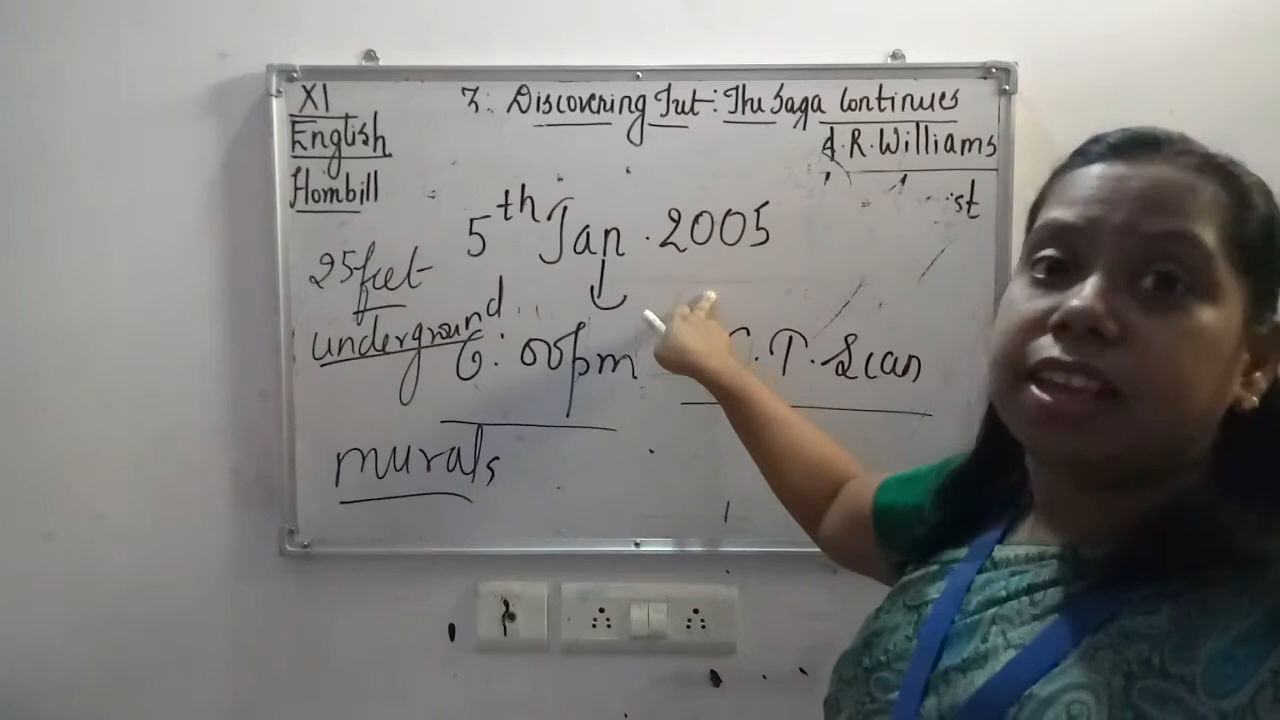 XI
English
Hornbill
3: Discovering Tut: The Saga Continues
A.R.Williams
st
5th Jan. 2005
25 feet
underground
6:00pm
C.T. Scan
murals